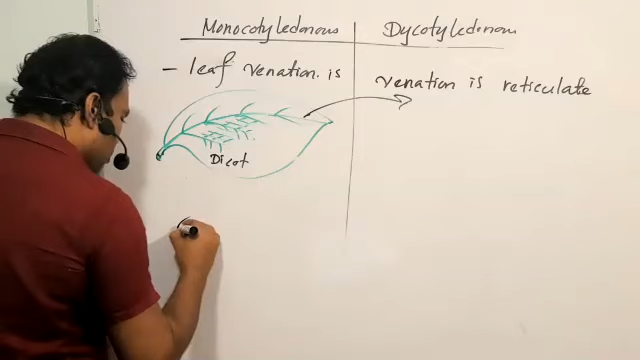 Monocotyledonous
Dycotyledonous
- leaf venation is
venation is reticulate
Dicot